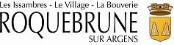 Les Issambres - Le Village - La Bouverie
ROQUEBRUNE
SUR ARGENS